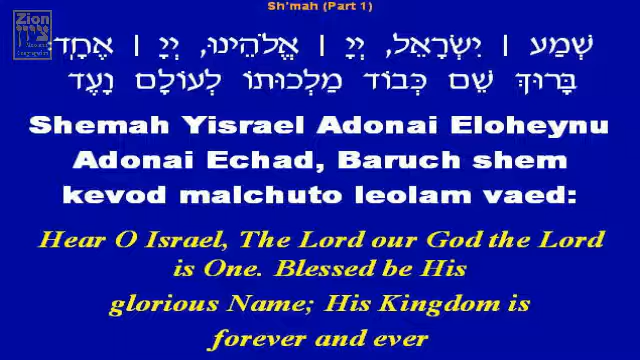 Sh'mah (Part 1)
Zion
שְׁמַע | יִשְׂרָאֵל, יְיָ | אֱלֹהֵינוּ, יְיָ | אֶחָד:
בָּרוּךְ שֵׁם כְּבוֹד מַלְכוּתוֹ לְעוֹלָם וָעֶד
Shemah Yisrael Adonai Eloheynu
Adonai Echad, Baruch shem
kevod malchuto leolam vaed:
Hear O Israel, The Lord our God the Lord
is One. Blessed be His
glorious Name; His Kingdom is
forever and ever